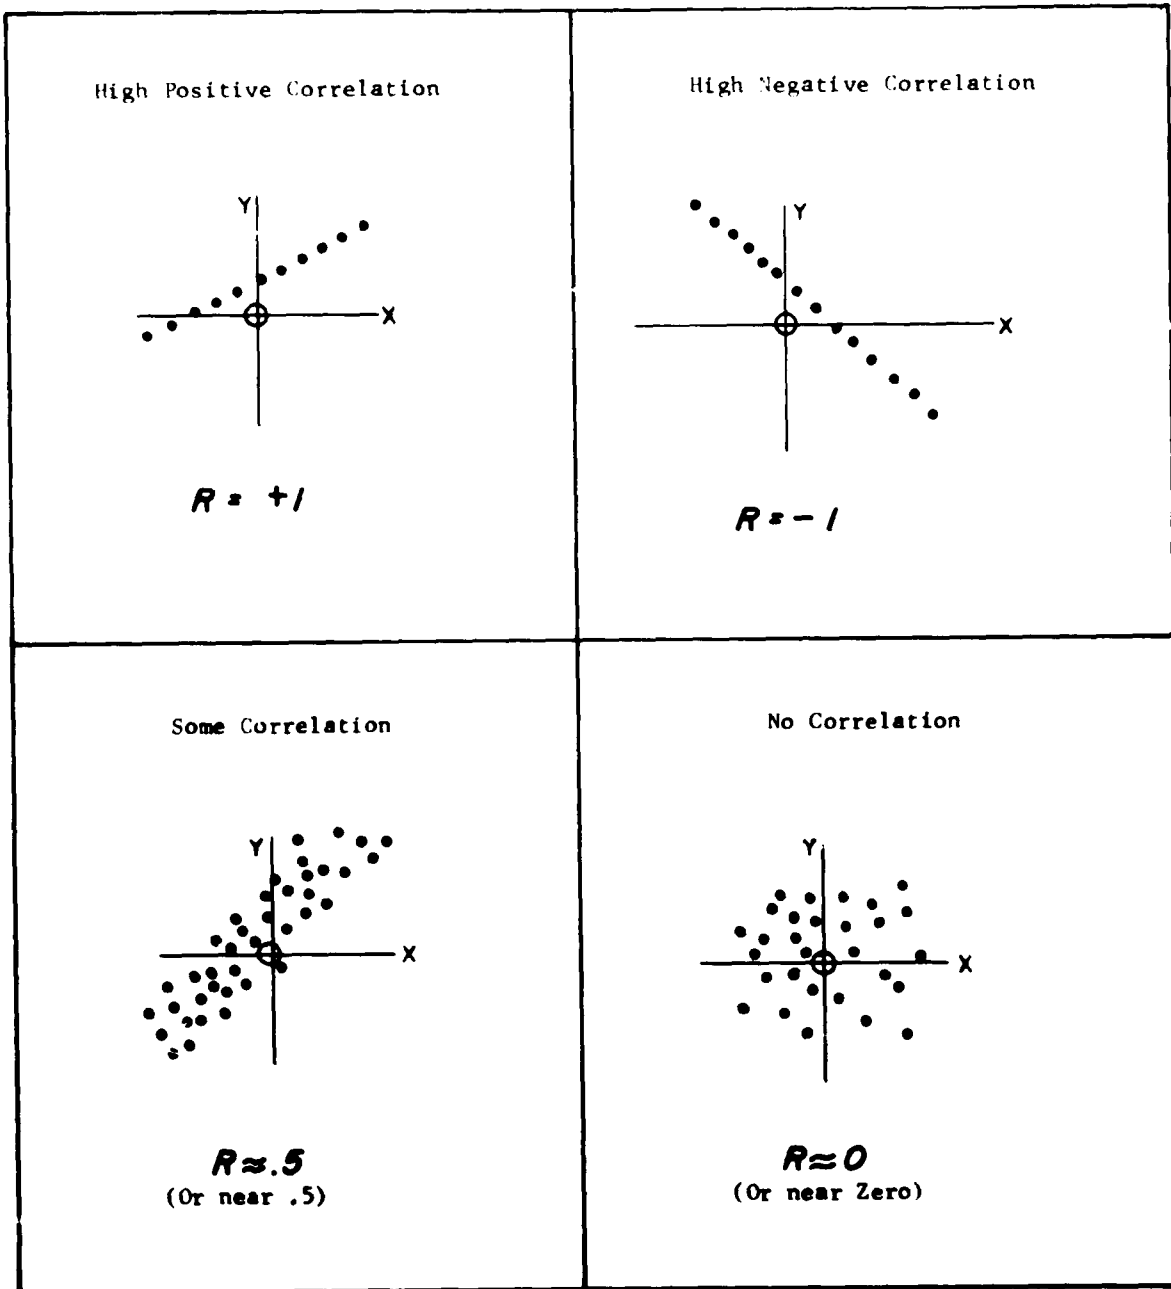 High Positive Correlation
Y
X
R = +1
High Negative Correlation
Y
X
R = - 1
Some Correlation
Y
X
R ≈ .5
(Or near .5)
No Correlation
Y
X
R ≈ 0
(Or near Zero)